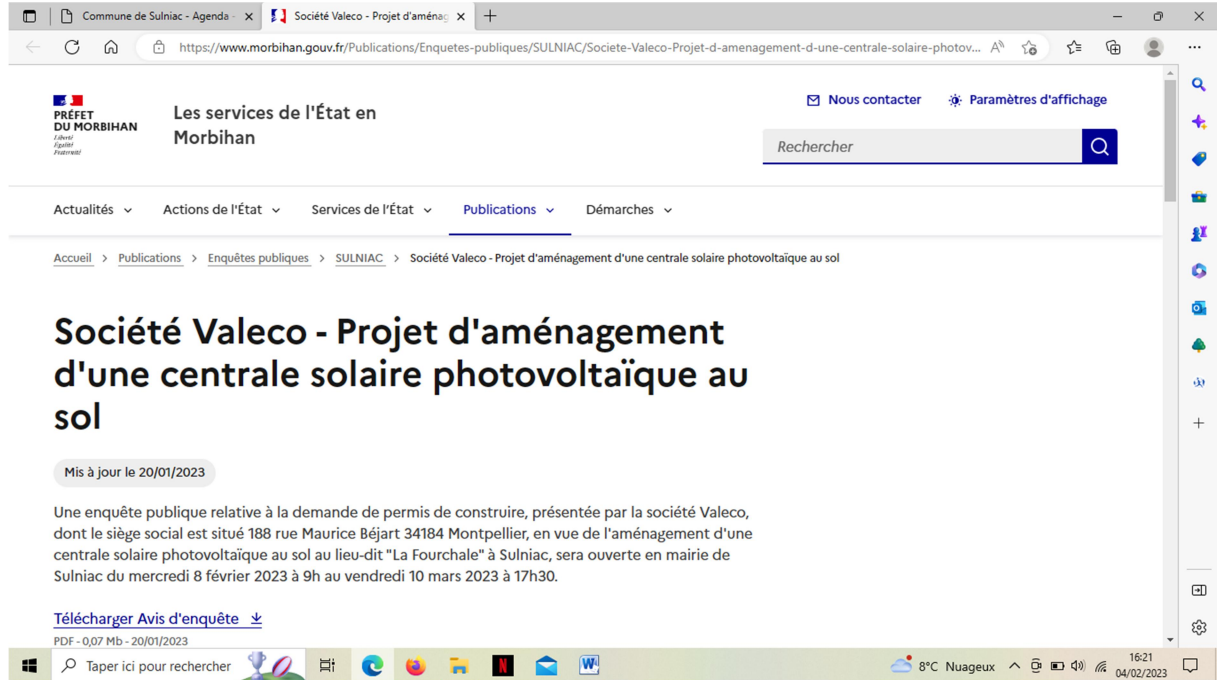 Commune de Sulniac - Agenda -
Société Valeco - Projet d'aménag
https://www.morbihan.gouv.fr/Publications/Enquetes-publiques/SULNIAC/Societe-Valeco-Projet-d-amenagement-d-une-centrale-solaire-photov...
PRÉFET
DU MORBIHAN
Liberté
Égalité
Fraternité
Les services de l'État en
Morbihan
Nous contacter
Paramètres d'affichage
Rechercher
Actualités
Actions de l'État
Services de l'État
Publications
Démarches
Accueil > Publications > Enquêtes publiques > SULNIAC > Société Valeco - Projet d'aménagement d'une centrale solaire photovoltaïque au sol
Société Valeco - Projet d'aménagement
d'une centrale solaire photovoltaïque au
sol
Mis à jour le 20/01/2023
Une enquête publique relative à la demande de permis de construire, présentée par la société Valeco,
dont le siège social est situé 188 rue Maurice Béjart 34184 Montpellier, en vue de l'aménagement d'une
centrale solaire photovoltaïque au sol au lieu-dit "La Fourchale" à Sulniac, sera ouverte en mairie de
Sulniac du mercredi 8 février 2023 à 9h au vendredi 10 mars 2023 à 17h30.
Télécharger Avis d'enquête
PDF - 0,07 Mb - 20/01/2023
Taper ici pour rechercher
8°C Nuageux
16:21
04/02/2023